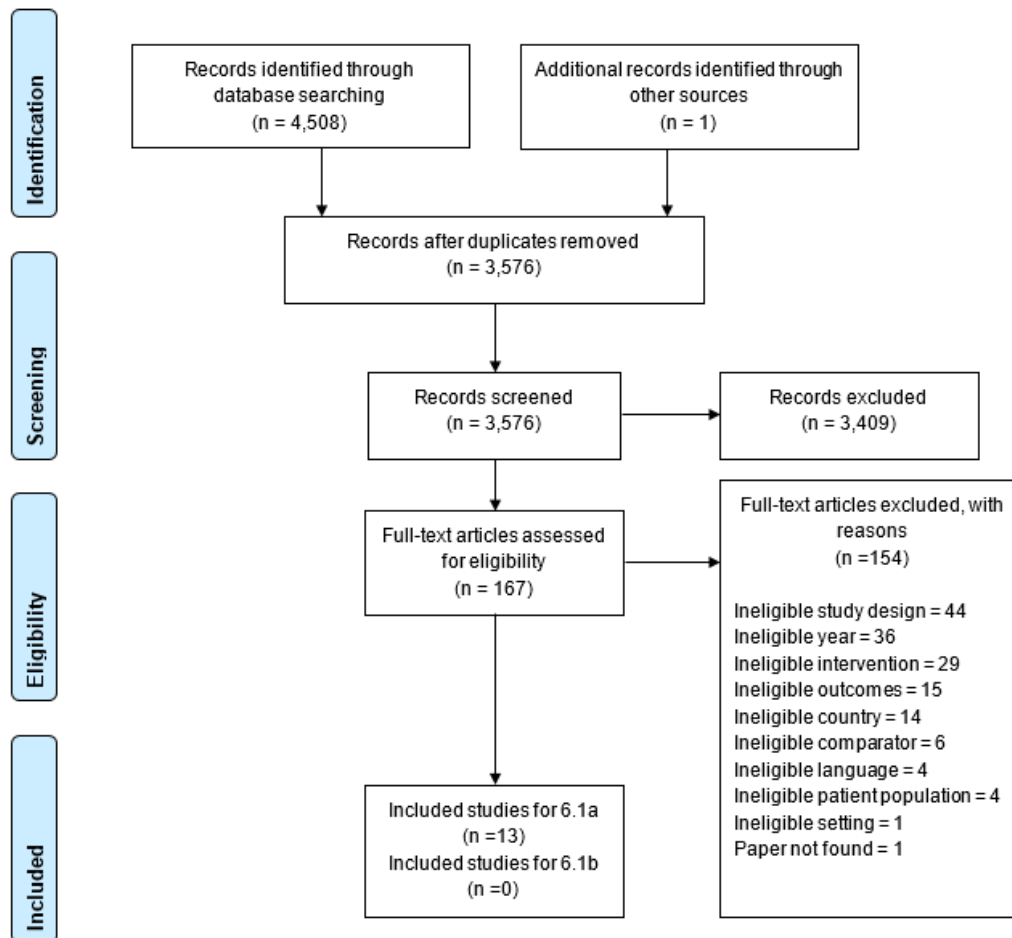 Identification
Records identified through
database searching
(n = 4,508)
Additional records identified through
other sources
(n = 1)
Records after duplicates removed
(n = 3,576)
Screening
Records screened
(n = 3,576)
Records excluded
(n = 3,409)
Eligibility
Full-text articles assessed
for eligibility
(n = 167)
Full-text articles excluded, with
reasons
(n =154)
Ineligible study design = 44
Ineligible year = 36
Ineligible intervention = 29
Ineligible outcomes = 15
Ineligible country = 14
Ineligible comparator = 6
Ineligible language = 4
Ineligible patient population = 4
Ineligible setting = 1
Paper not found = 1
Included
Included studies for 6.1a
(n =13)
Included studies for 6.1b
(n =0)